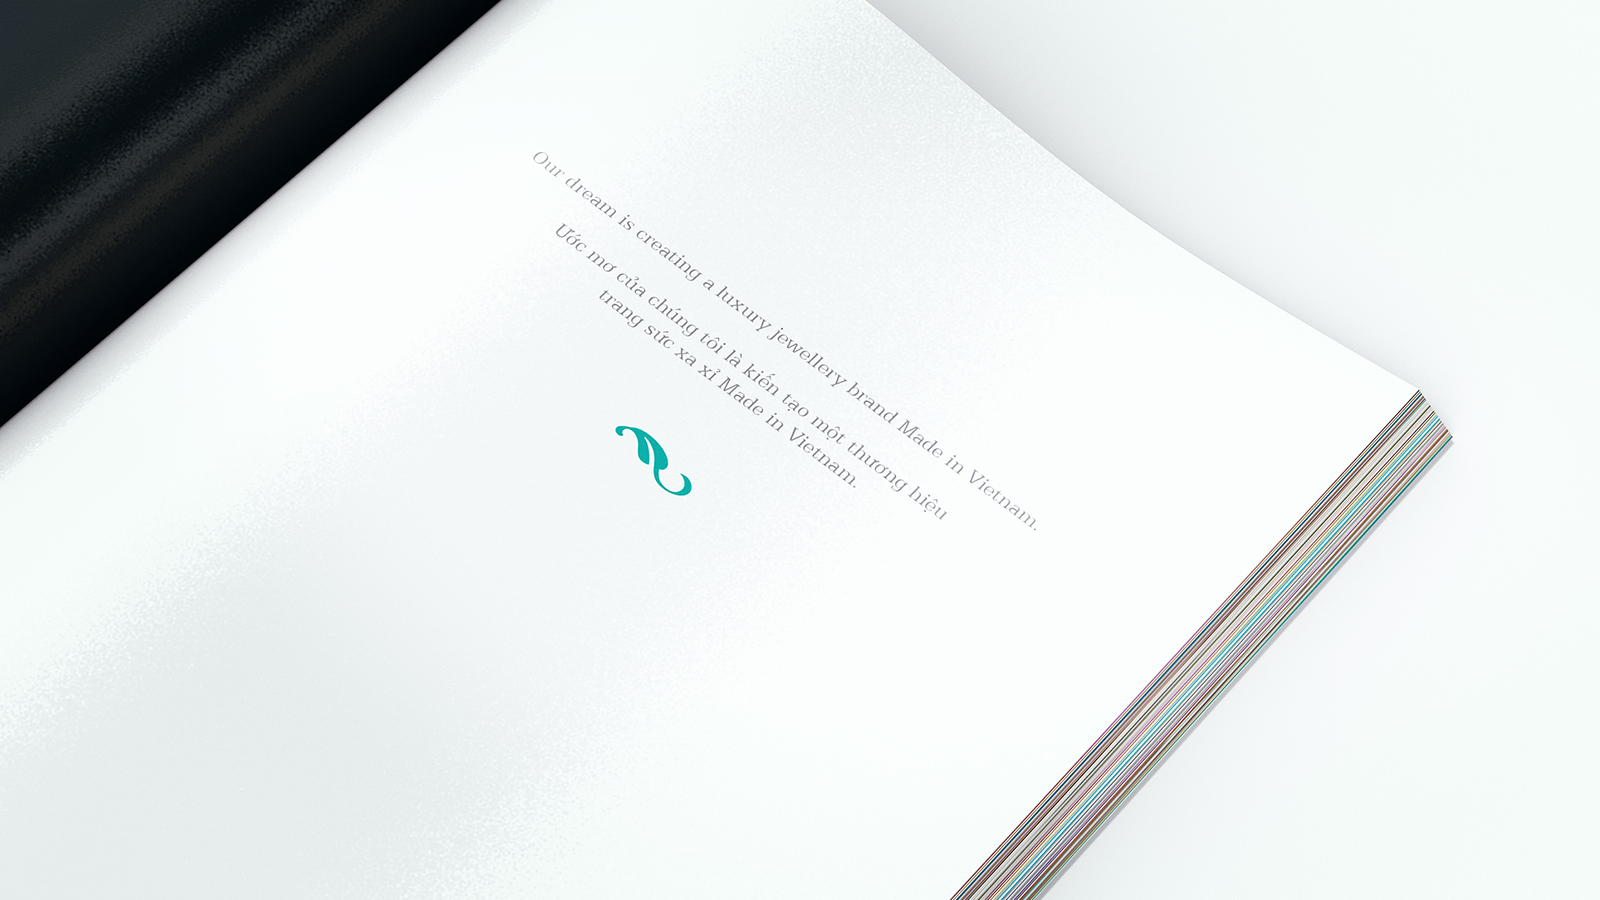 Our dream is creating a luxury jewellery brand Made in Vietnam.
Ước mơ của chúng tôi là kiến tạo một thương hiệu
trang sức xa xỉ Made in Vietnam.